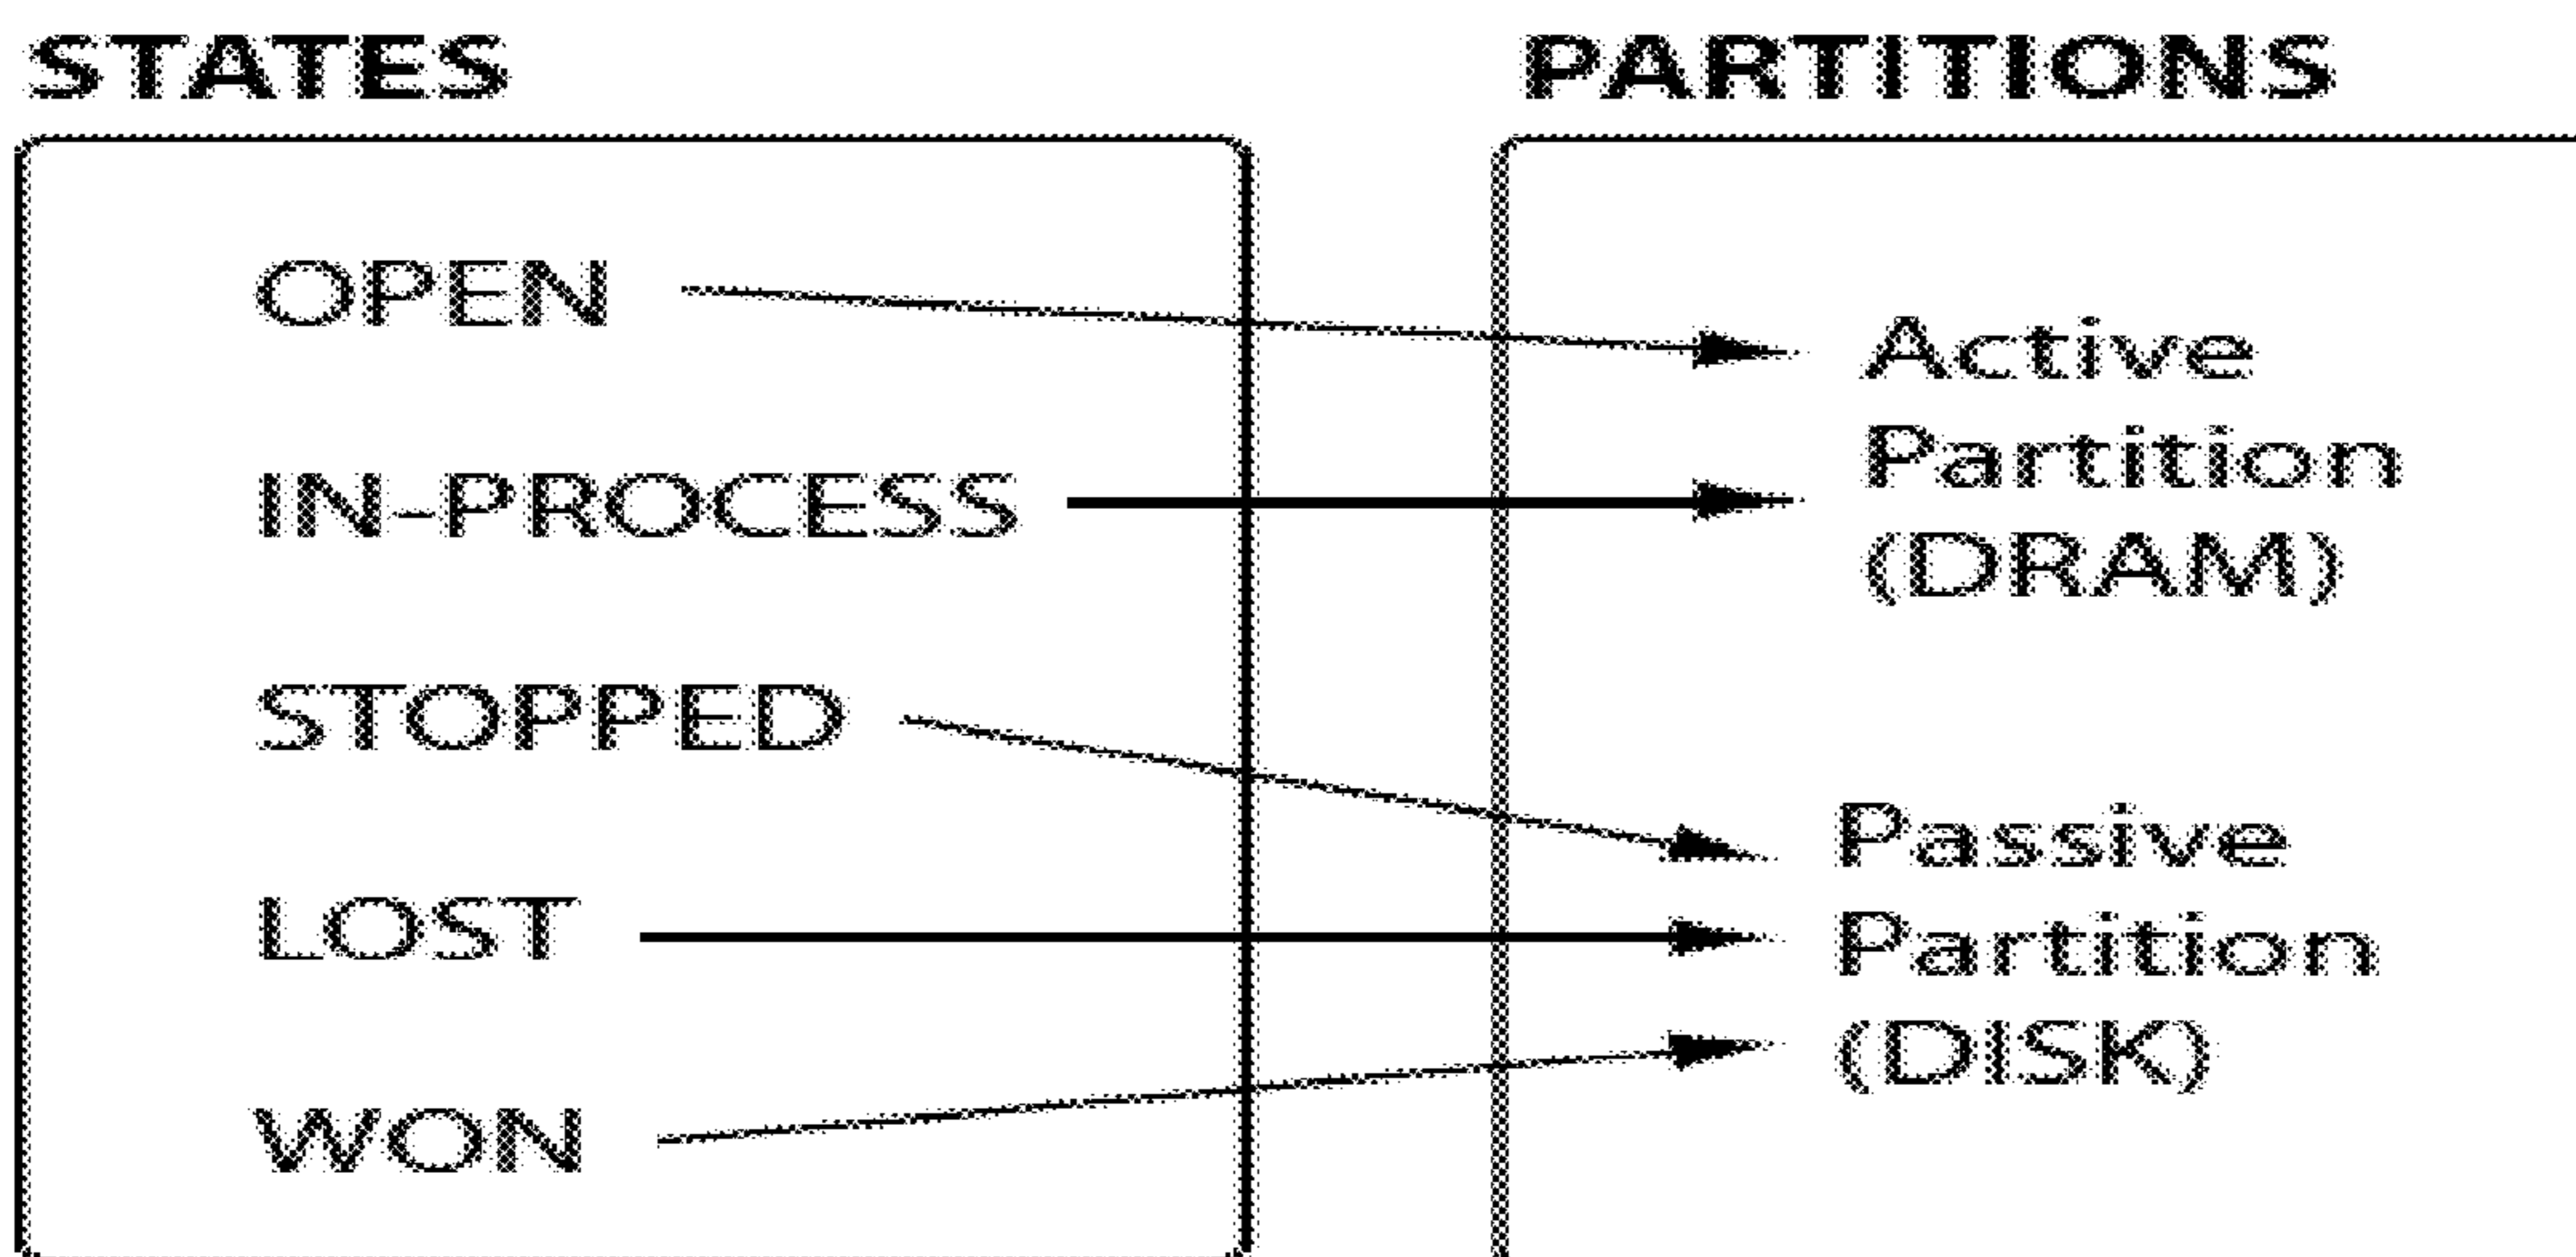 STATES
OPEN
IN-PROCESS
STOPPED
LOST
WON
PARTITIONS
Active
Partition
(DRAM)
Passive
Partition
(DISK)